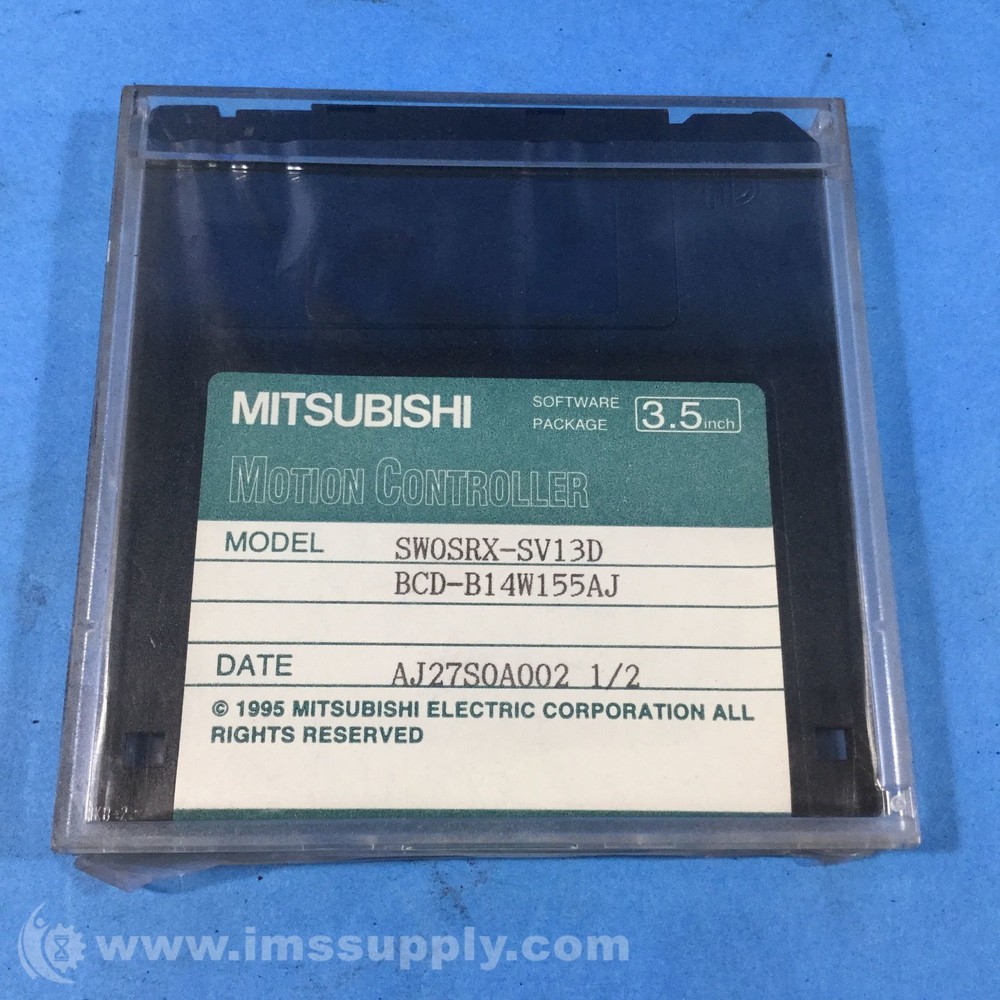 HD
MITSUBISHI
SOFTWARE PACKAGE
3.5inch
MOTION CONTROLLER
MODEL SW0SRX-SV13D
BCD-B14W155AJ
DATE AJ27S0A002 1/2
© 1995 MITSUBISHI ELECTRIC CORPORATION ALL
RIGHTS RESERVED
www.imssupply.com